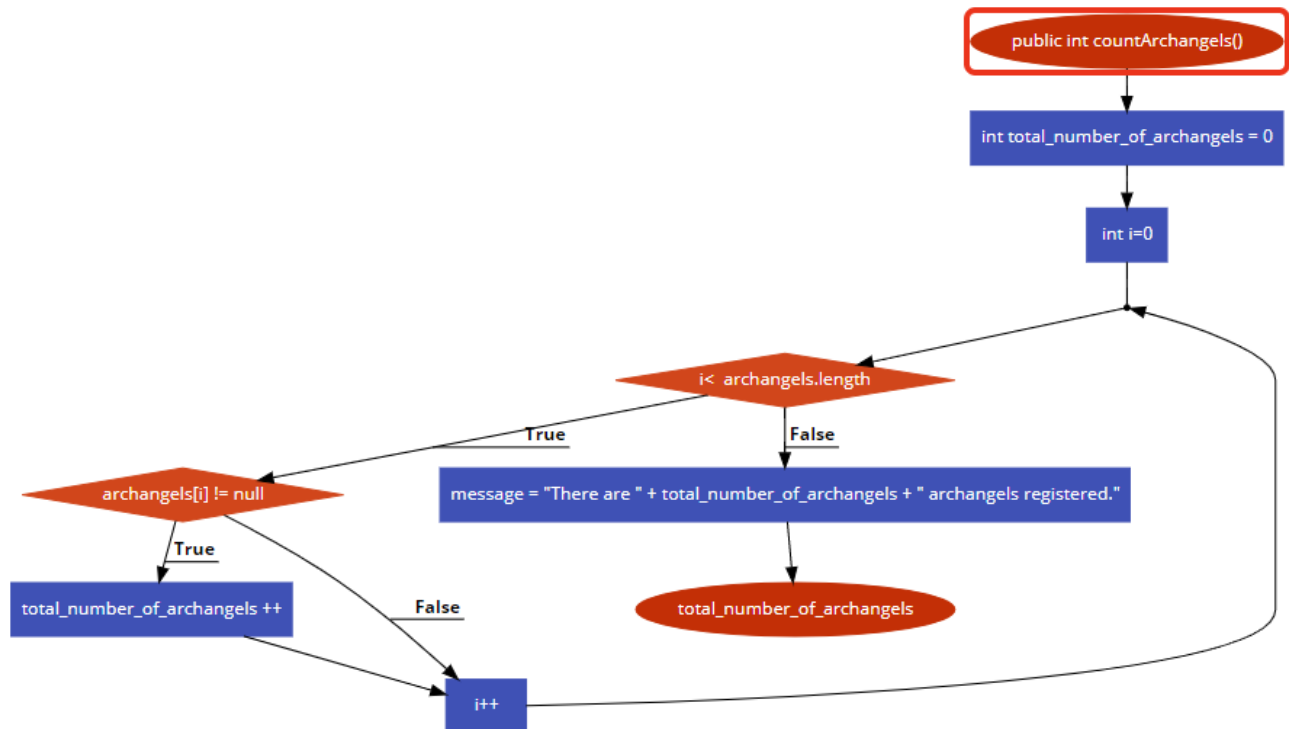 public int countArchangels()
int total_number_of_archangels = 0
int i=0
i<  archangels.length
True
False
archangels[i] != null
message = "There are " + total_number_of_archangels + " archangels registered."
True
False
total_number_of_archangels ++
total_number_of_archangels
i++